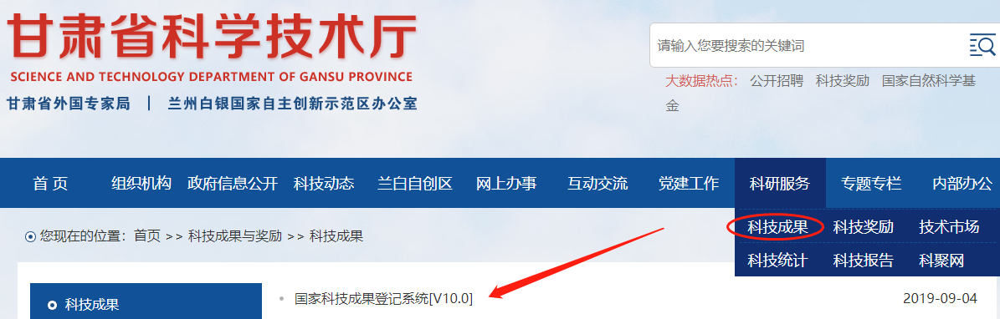 甘肃省科学技术厅
SCIENCE AND TECHNOLOGY DEPARTMENT OF GANSU PROVINCE
甘肃省外国专家局 | 兰州白银国家自主创新示范区办公室
请输入您要搜索的关键词
大数据热点: 公开招聘 科技奖励 国家自然科学基
金
首 页 组织机构 政府信息公开 科技动态 兰白自创区 网上办事 互动交流 党建工作 科研服务 专题专栏 内部办公
科技成果 科技奖励 技术市场
科技统计 科技报告 科聚网
您现在的位置：首页 >> 科技成果与奖励 >> 科技成果
科技成果
国家科技成果登记系统[V10.0] 2019-09-04